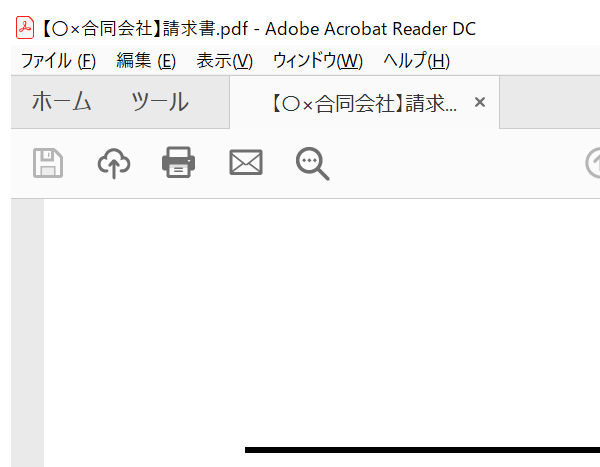 【〇×合同会社】請求書.pdf - Adobe Acrobat Reader DC
ファイル (F) 編集 (E) 表示(V) ウィンドウ(W) ヘルプ(H)
ホーム ツール 【〇×合同会社】請求... ×